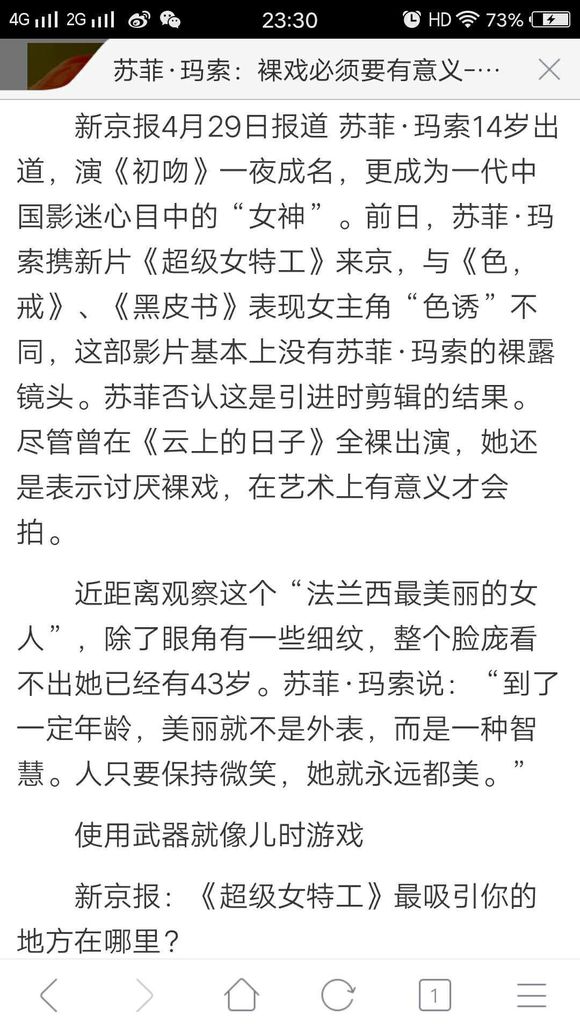 4G 2G 23:30 HD 73%
苏菲·玛索：裸戏必须要有意义-…
新京报4月29日报道 苏菲·玛索14岁出
道，演《初吻》一夜成名，更成为一代中
国影迷心目中的“女神”。前日，苏菲·玛
索携新片《超级女特工》来京，与《色，
戒》、《黑皮书》表现女主角“色诱”不
同，这部影片基本上没有苏菲·玛索的裸露
镜头。苏菲否认这是引进时剪辑的结果。
尽管曾在《云上的日子》全裸出演，她还
是表示讨厌裸戏，在艺术上有意义才会
拍。
近距离观察这个“法兰西最美丽的女
人”，除了眼角有一些细纹，整个脸庞看
不出她已经有43岁。苏菲·玛索说：“到了
一定年龄，美丽就不是外表，而是一种智
慧。人只要保持微笑，她就永远都美。”
使用武器就像儿时游戏
新京报：《超级女特工》最吸引你的
地方在哪里？
1